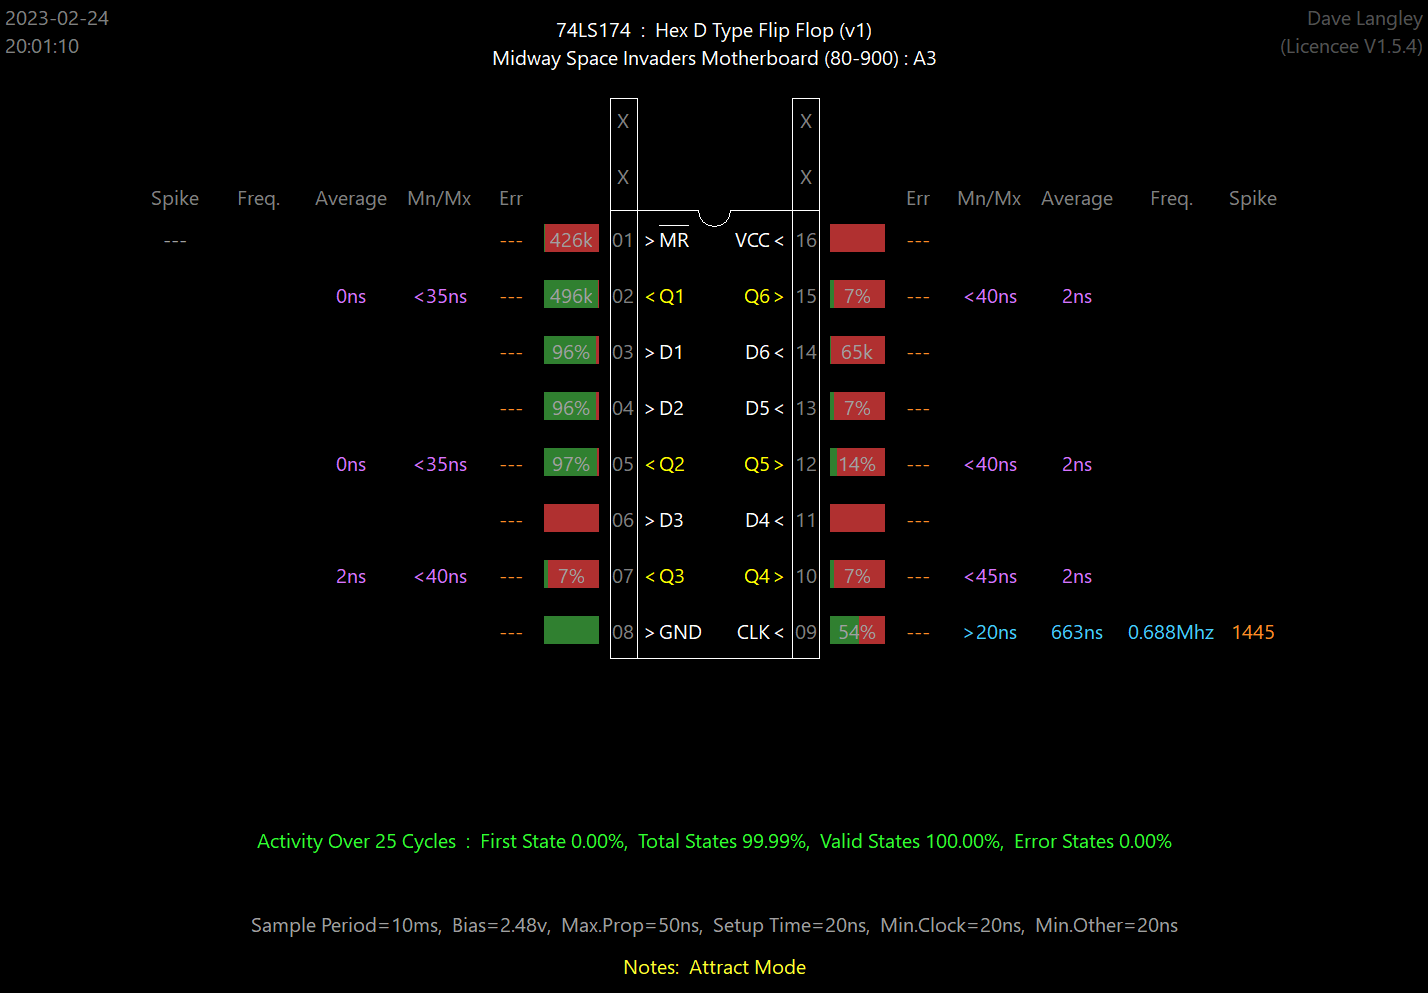 2023-02-24
20:01:10
74LS174 : Hex D Type Flip Flop (v1)
Midway Space Invaders Motherboard (80-900) : A3
Dave Langley
(Licencee V1.5.4)
X X
X X
Spike Freq. Average Mn/Mx Err Err Mn/Mx Average Freq. Spike
--- --- 426k 01 > MR VCC < 16 ---
0ns <35ns --- 496k 02 < Q1 Q6 > 15 7% --- <40ns 2ns
--- 96% 03 > D1 D6 < 14 65k ---
--- 96% 04 > D2 D5 < 13 7% ---
0ns <35ns --- 97% 05 < Q2 Q5 > 12 14% --- <40ns 2ns
--- 06 > D3 D4 < 11 ---
2ns <40ns --- 7% 07 < Q3 Q4 > 10 7% --- <45ns 2ns
--- 08 > GND CLK < 09 54% --- >20ns 663ns 0.688Mhz 1445
Activity Over 25 Cycles : First State 0.00%, Total States 99.99%, Valid States 100.00%, Error States 0.00%
Sample Period=10ms, Bias=2.48v, Max.Prop=50ns, Setup Time=20ns, Min.Clock=20ns, Min.Other=20ns
Notes: Attract Mode